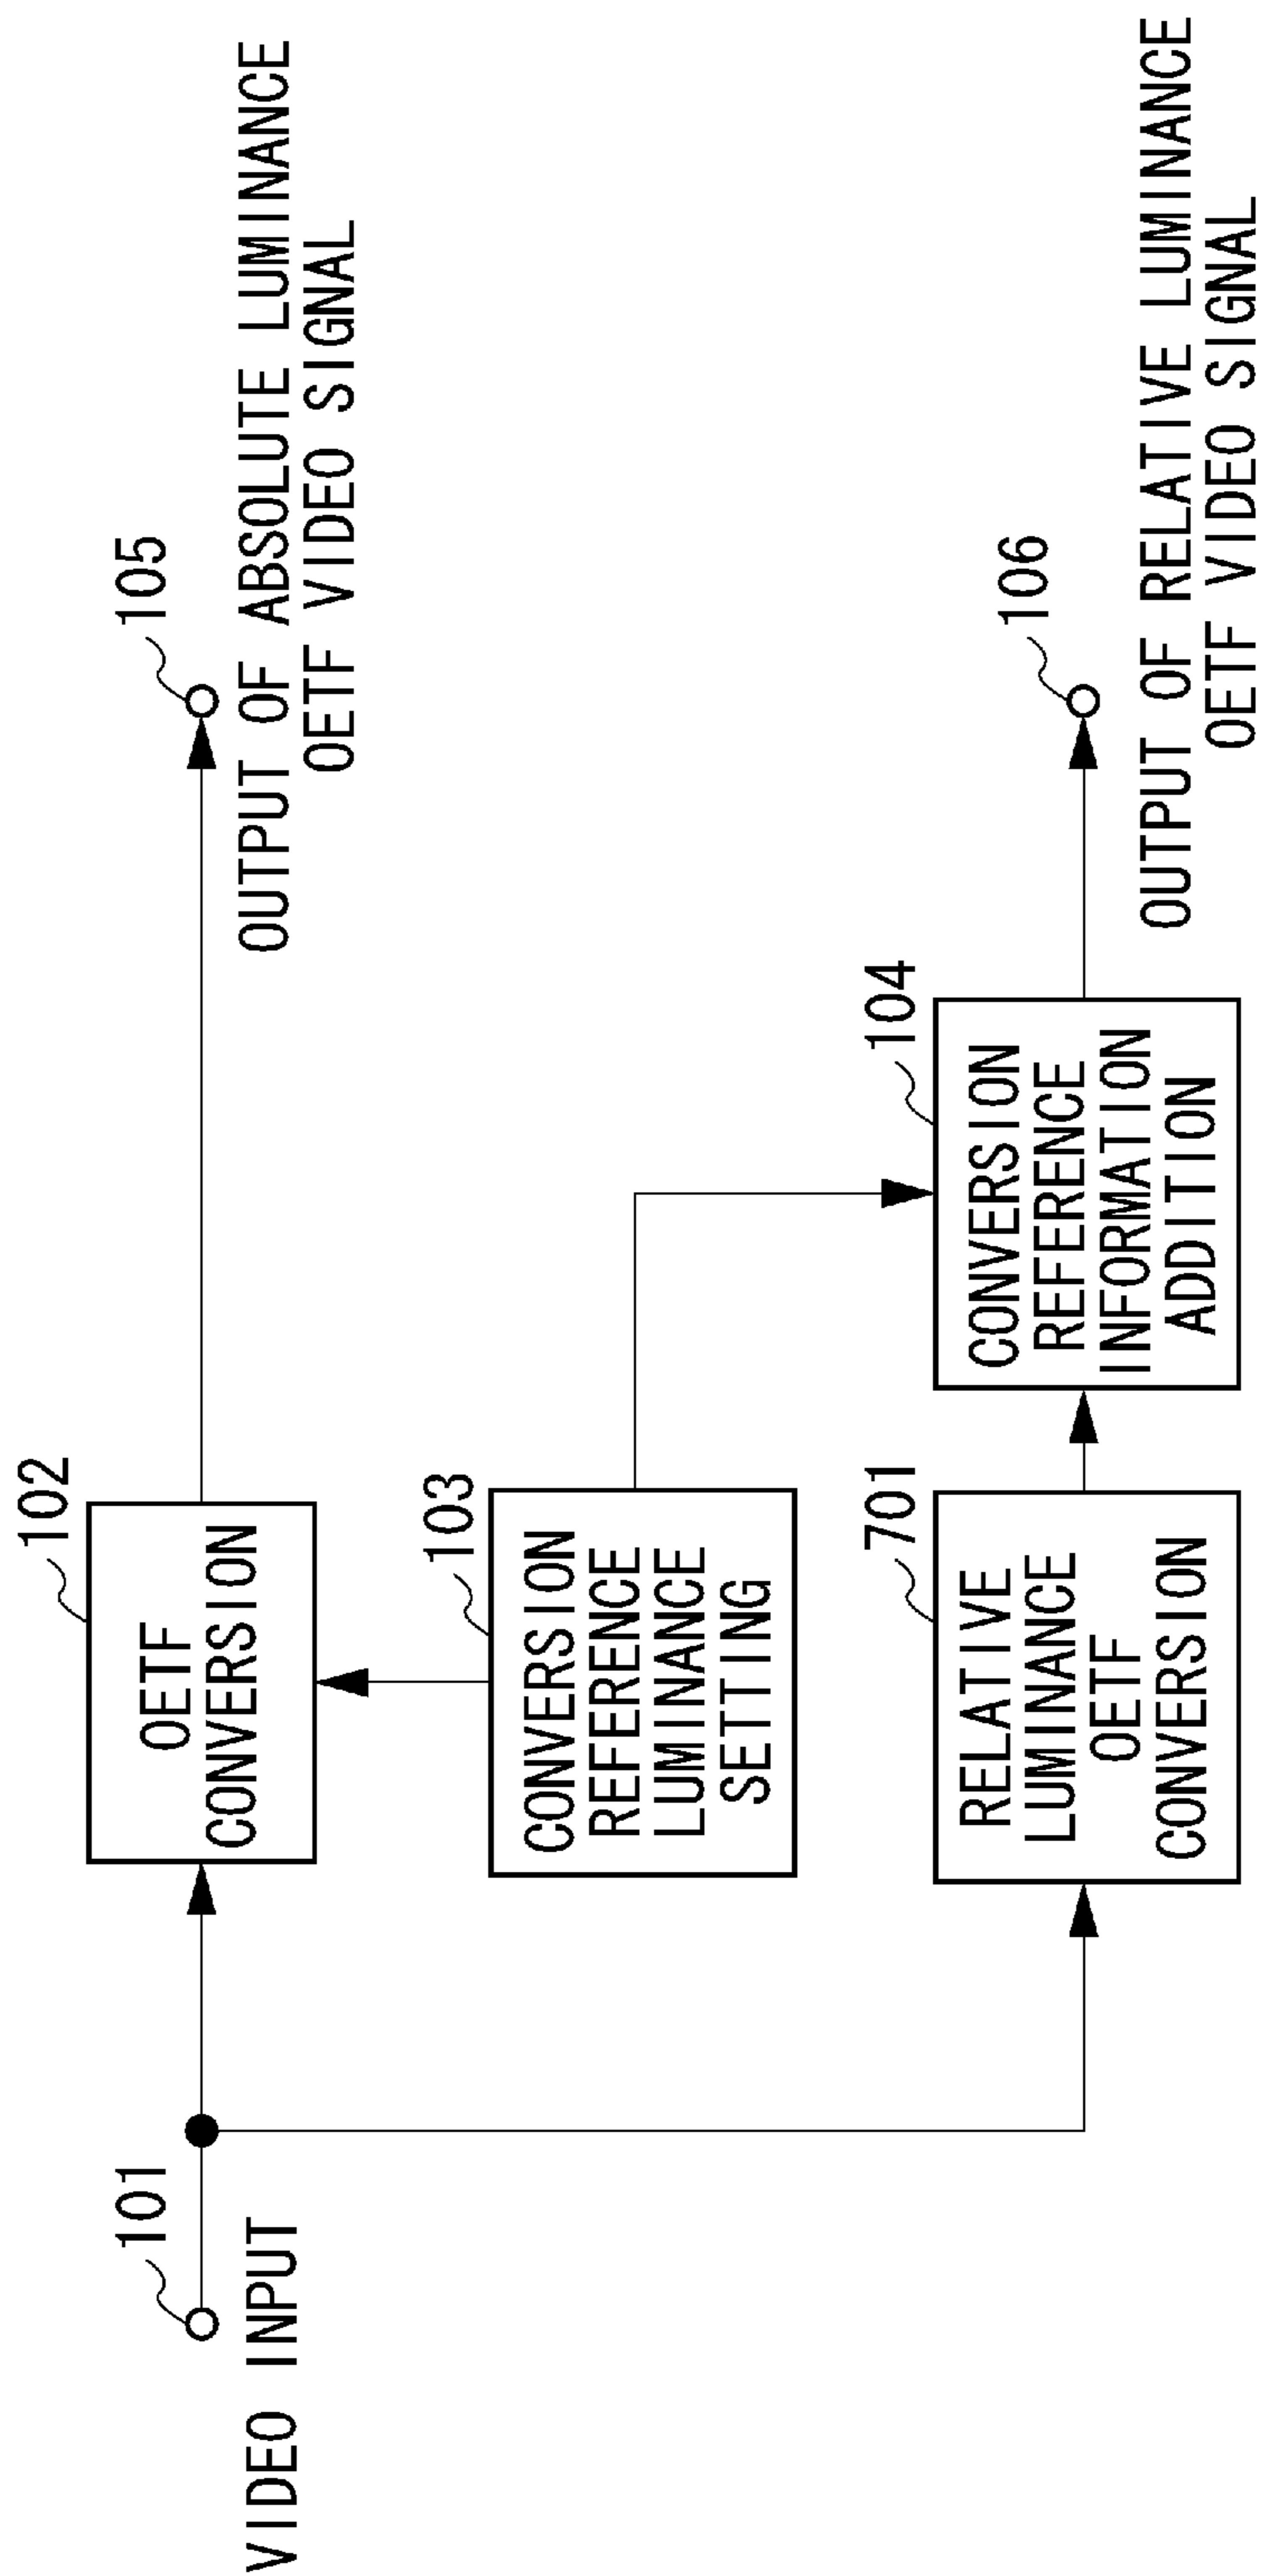 101
VIDEO INPUT
102
OETF
CONVERSION
105
OUTPUT OF ABSOLUTE LUMINANCE
OETF VIDEO SIGNAL
103
CONVERSION
REFERENCE
LUMINANCE
SETTING
701
RELATIVE
LUMINANCE
OETF
CONVERSION
104
CONVERSION
REFERENCE
INFORMATION
ADDITION
106
OUTPUT OF RELATIVE LUMINANCE
OETF VIDEO SIGNAL